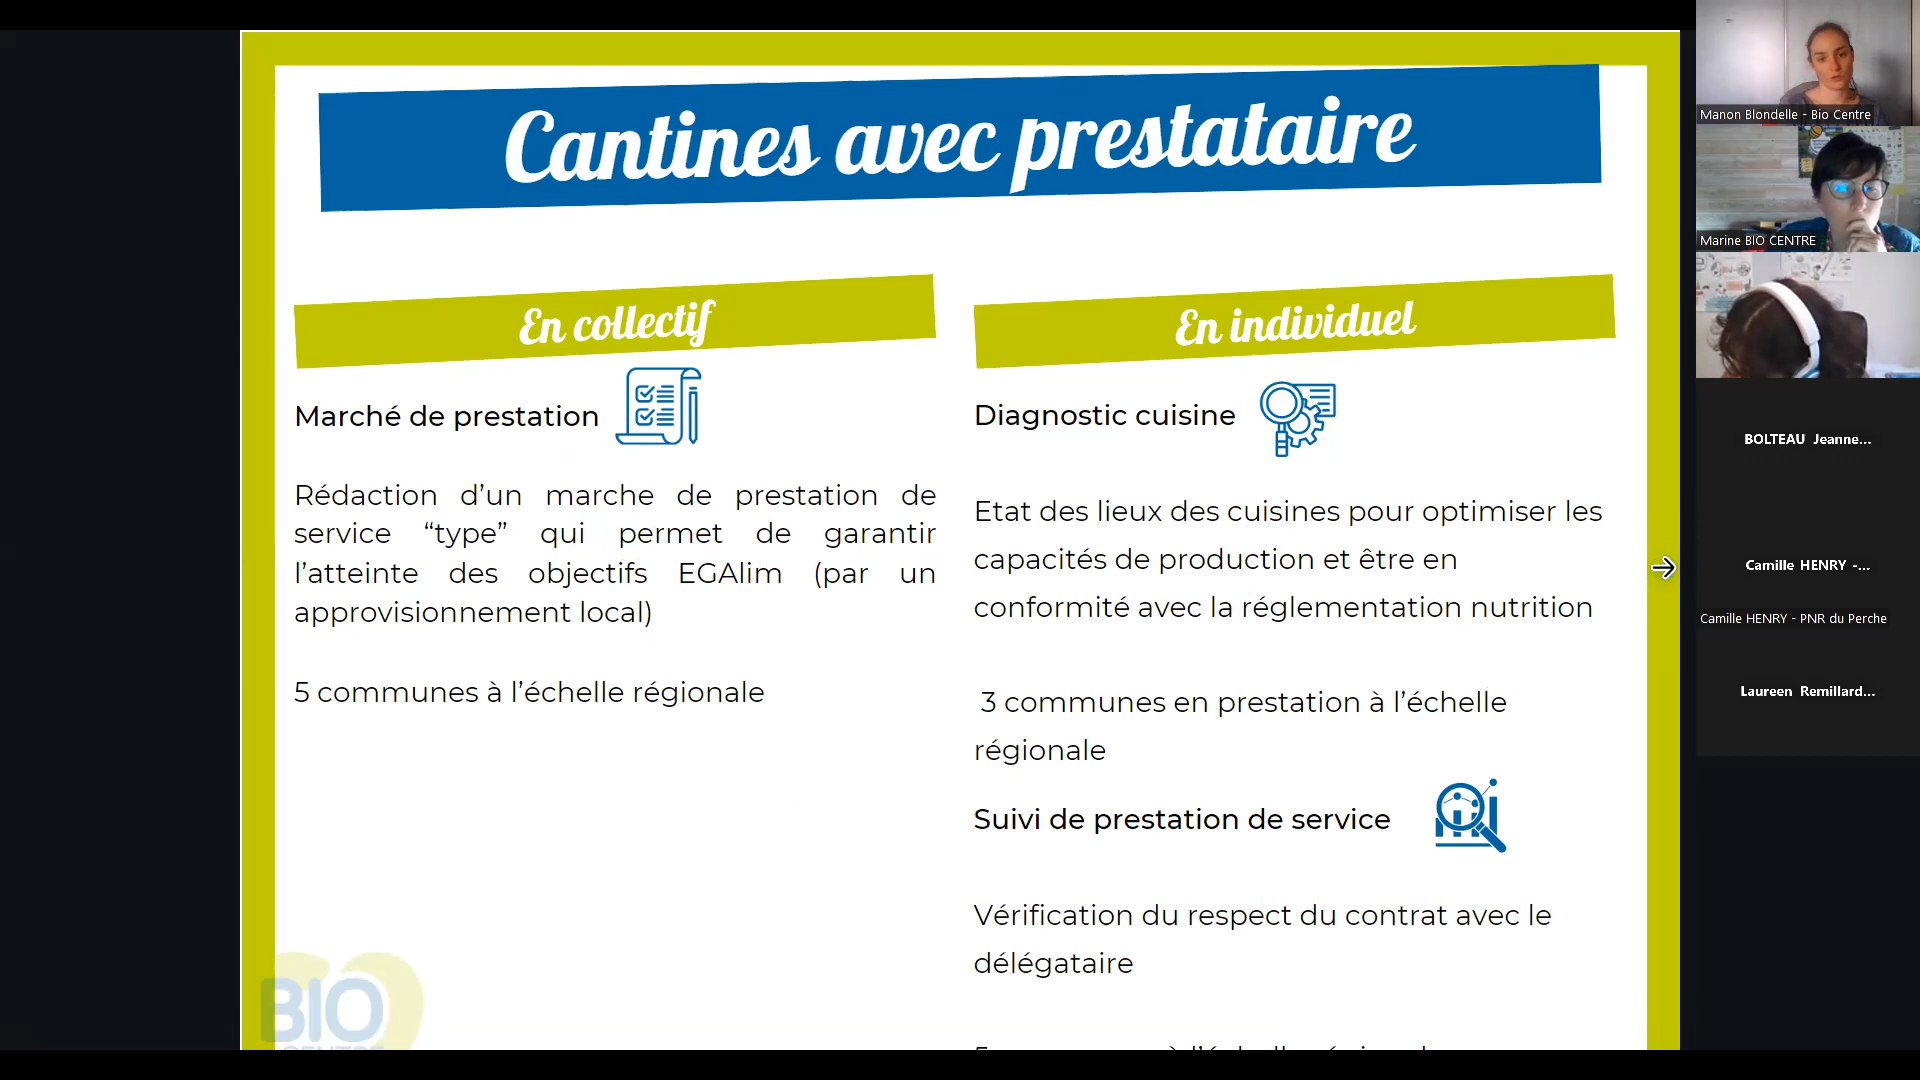 Cantines avec prestataire
En collectif
Marché de prestation
Rédaction d’un marche de prestation de
service “type” qui permet de garantir
l’atteinte des objectifs EGAlim (par un
approvisionnement local)
5 communes à l’échelle régionale
En individuel
Diagnostic cuisine
Etat des lieux des cuisines pour optimiser les
capacités de production et être en
conformité avec la réglementation nutrition
3 communes en prestation à l’échelle
régionale
Suivi de prestation de service
Vérification du respect du contrat avec le
délégataire
BIO
CENTRE
Manon Blondelle - Bio Centre
Marine BIO CENTRE
BOLTEAU Jeanne...
Camille HENRY -...
Camille HENRY - PNR du Perche
Laureen Remillard...